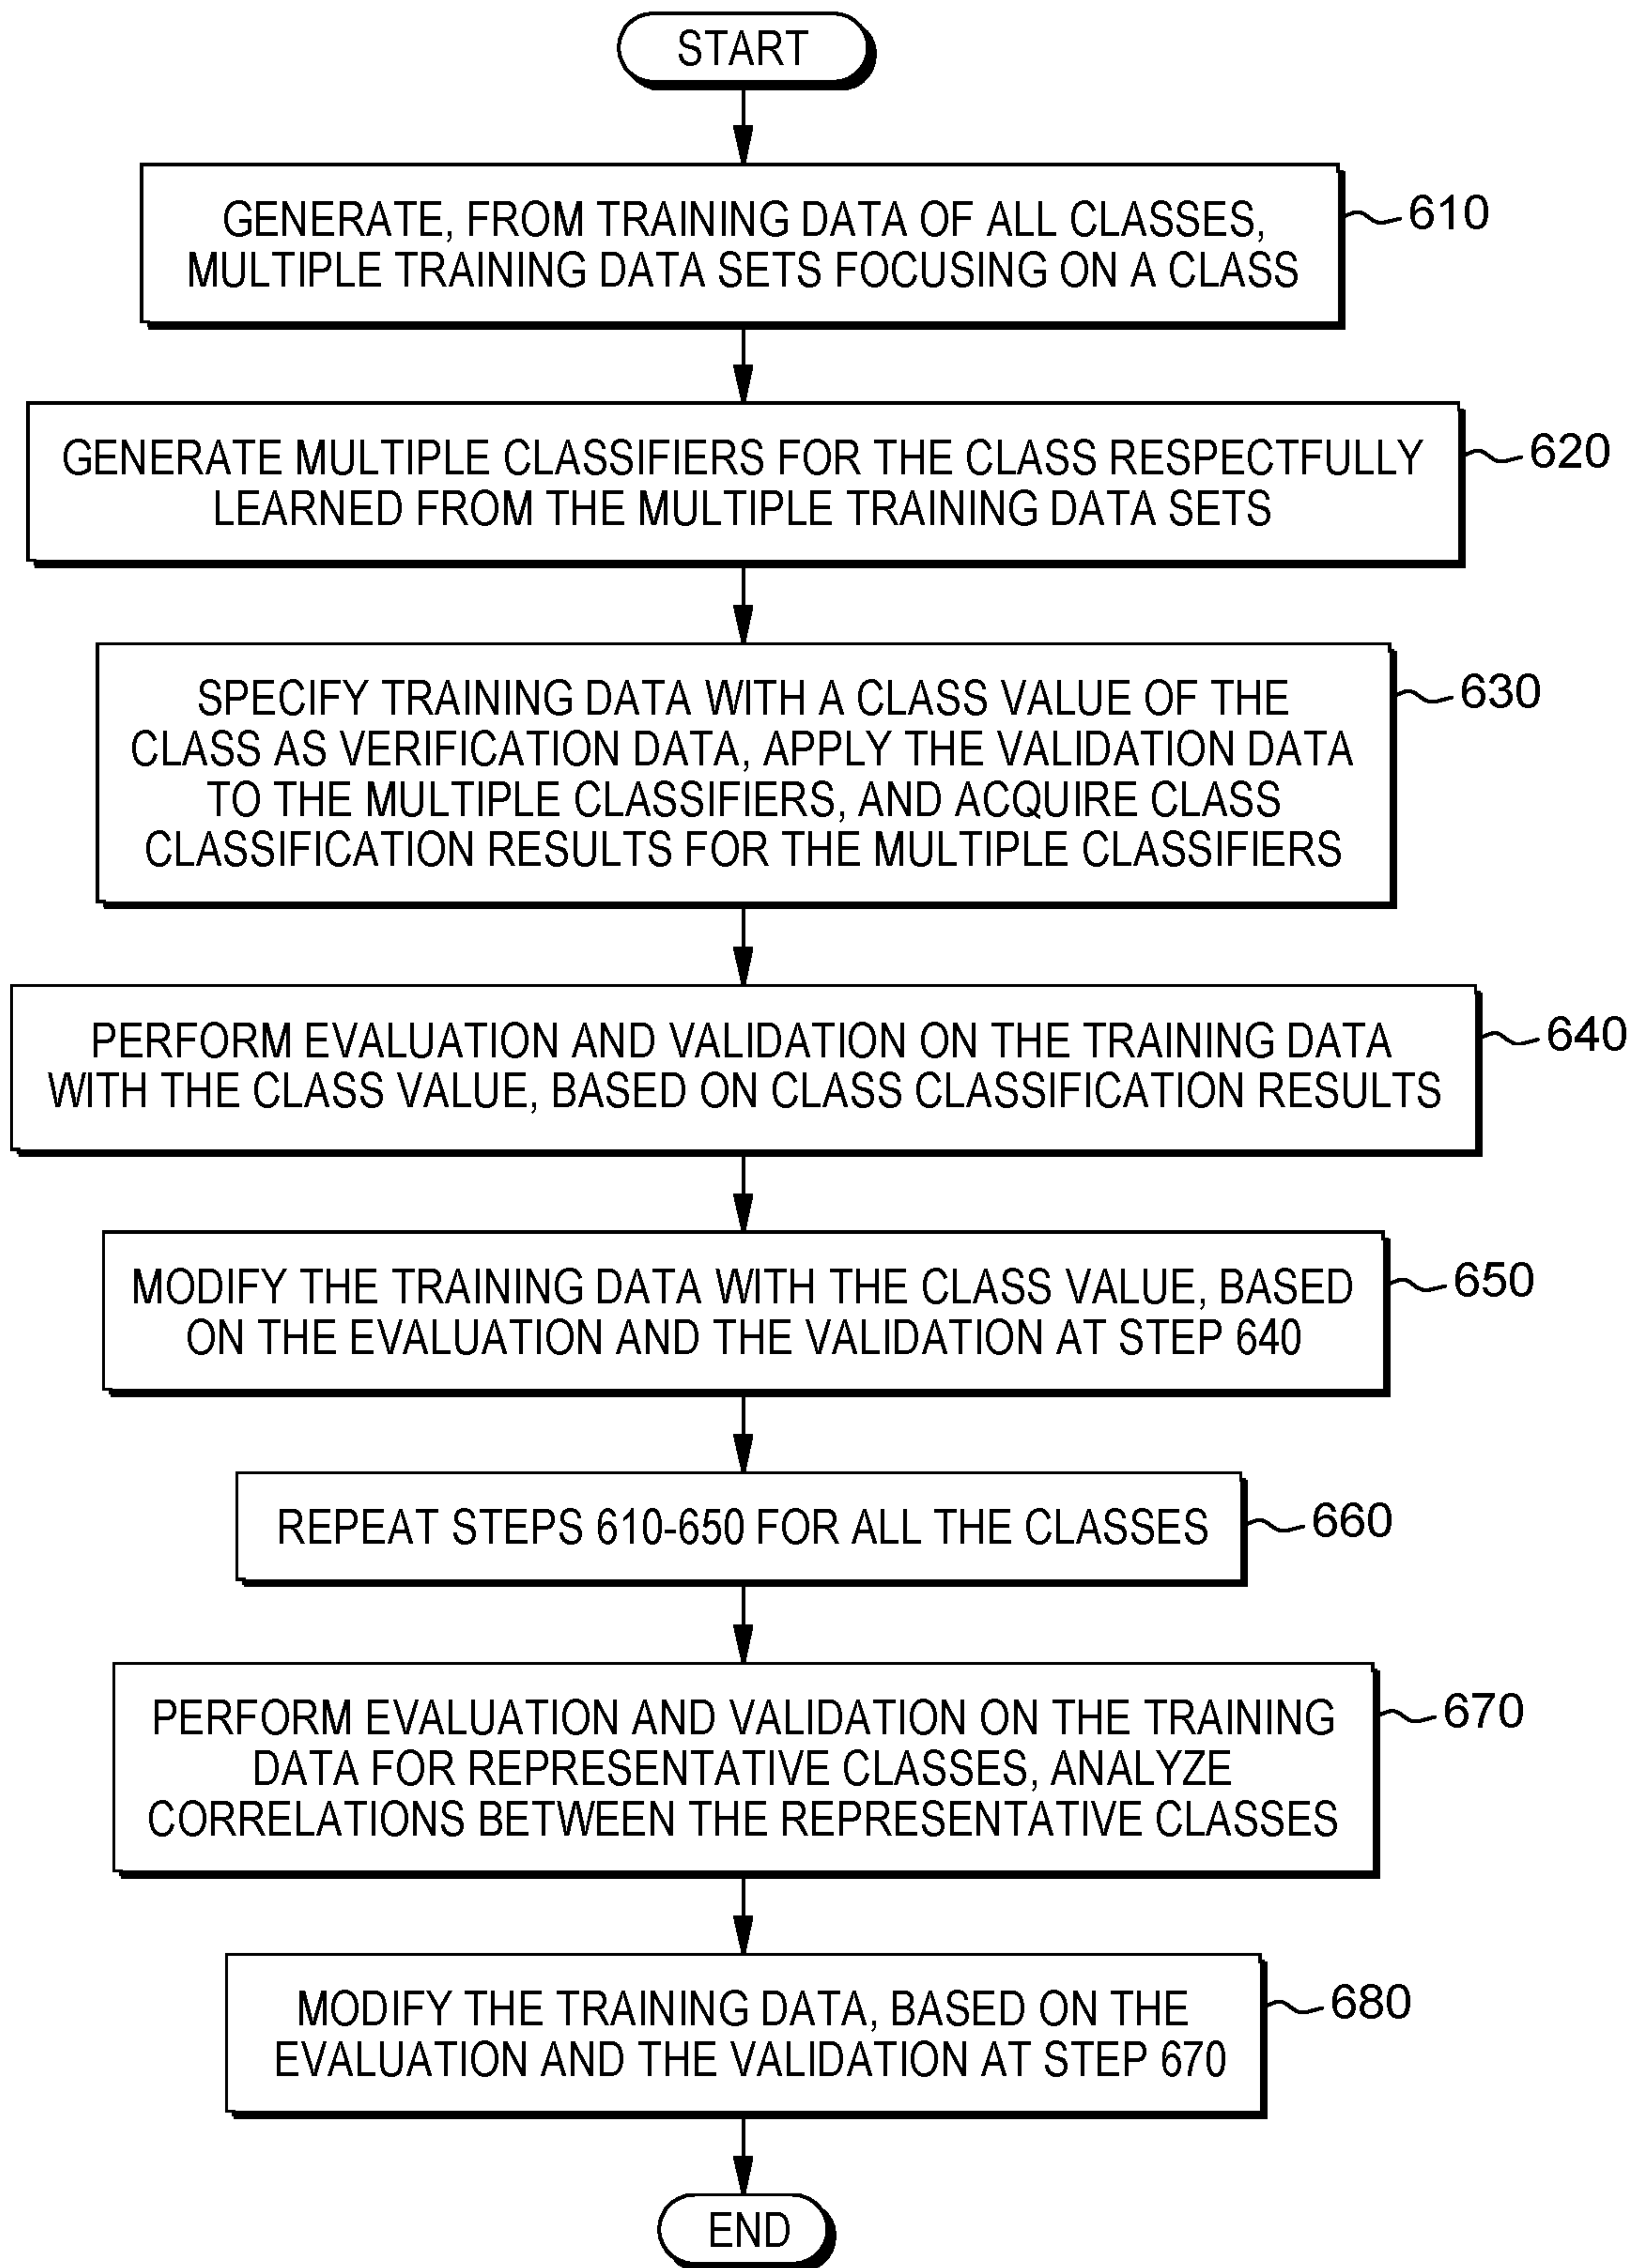 START
GENERATE, FROM TRAINING DATA OF ALL CLASSES,
MULTIPLE TRAINING DATA SETS FOCUSING ON A CLASS
610
GENERATE MULTIPLE CLASSIFIERS FOR THE CLASS RESPECTFULLY
LEARNED FROM THE MULTIPLE TRAINING DATA SETS
620
SPECIFY TRAINING DATA WITH A CLASS VALUE OF THE
CLASS AS VERIFICATION DATA, APPLY THE VALIDATION DATA
TO THE MULTIPLE CLASSIFIERS, AND ACQUIRE CLASS
CLASSIFICATION RESULTS FOR THE MULTIPLE CLASSIFIERS
630
PERFORM EVALUATION AND VALIDATION ON THE TRAINING DATA
WITH THE CLASS VALUE, BASED ON CLASS CLASSIFICATION RESULTS
640
MODIFY THE TRAINING DATA WITH THE CLASS VALUE, BASED
ON THE EVALUATION AND THE VALIDATION AT STEP 640
650
REPEAT STEPS 610-650 FOR ALL THE CLASSES
660
PERFORM EVALUATION AND VALIDATION ON THE TRAINING
DATA FOR REPRESENTATIVE CLASSES, ANALYZE
CORRELATIONS BETWEEN THE REPRESENTATIVE CLASSES
670
MODIFY THE TRAINING DATA, BASED ON THE
EVALUATION AND THE VALIDATION AT STEP 670
680
END